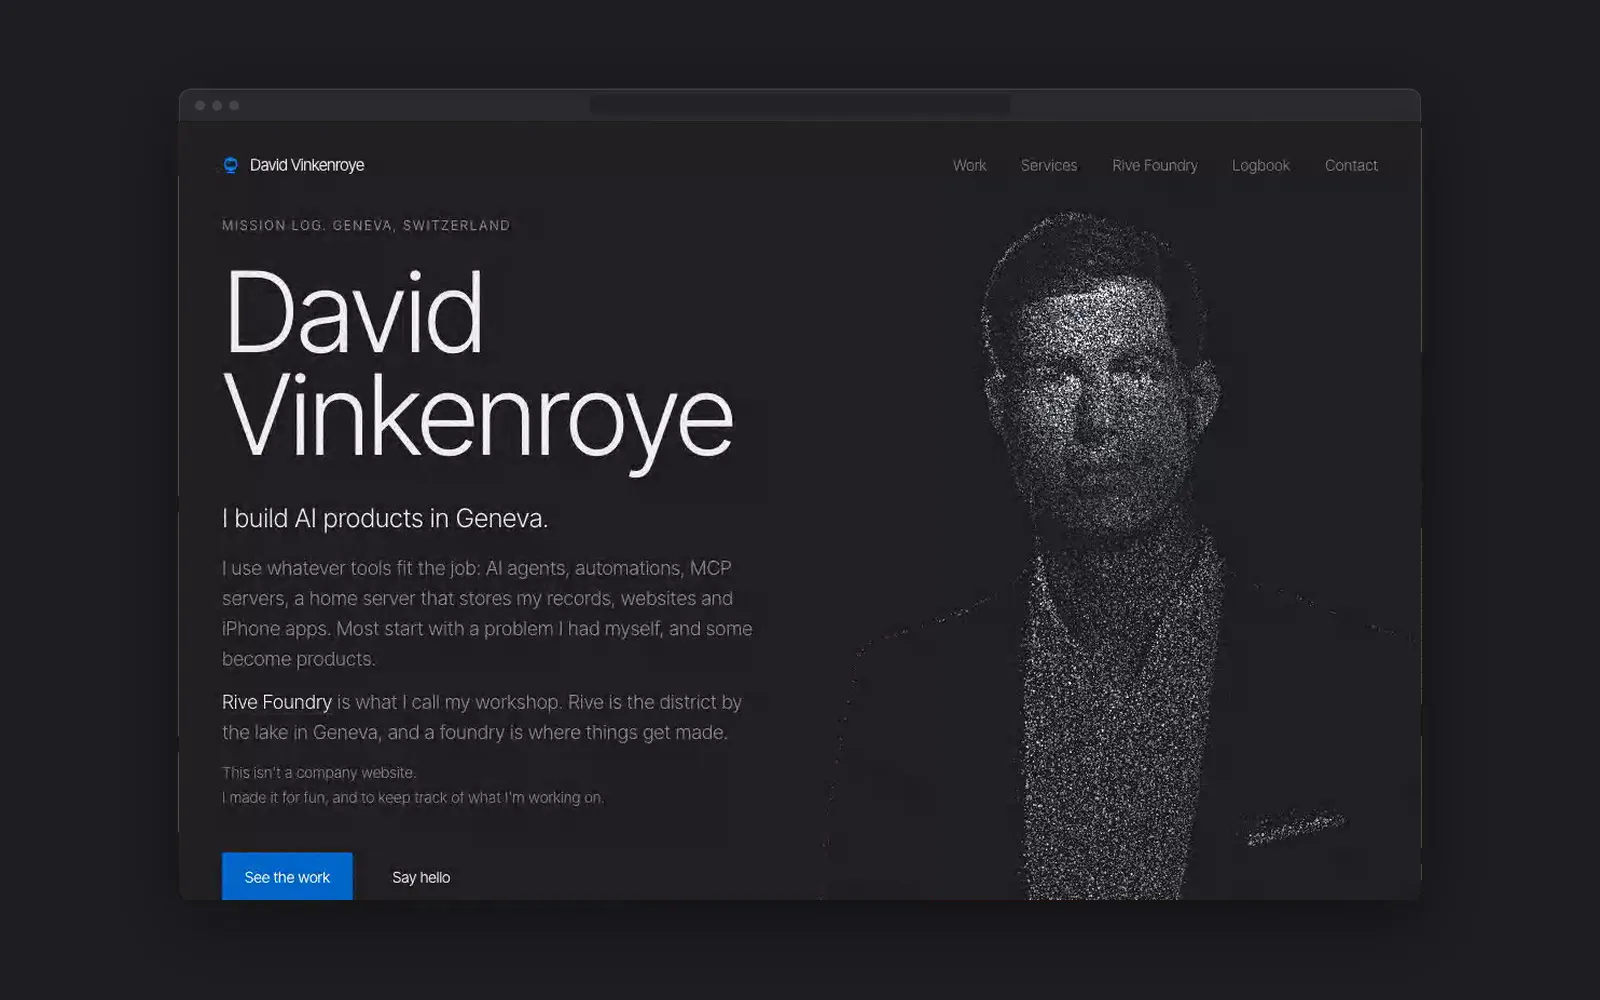 David Vinkenroye
Work
Services
Rive Foundry
Logbook
Contact
MISSION LOG. GENEVA, SWITZERLAND
David
Vinkenroye
I build AI products in Geneva.
I use whatever tools fit the job: AI agents, automations, MCP
servers, a home server that stores my records, websites and
iPhone apps. Most start with a problem I had myself, and some
become products.
Rive Foundry is what I call my workshop. Rive is the district by
the lake in Geneva, and a foundry is where things get made.
This isn't a company website.
I made it for fun, and to keep track of what I'm working on.
See the work
Say hello